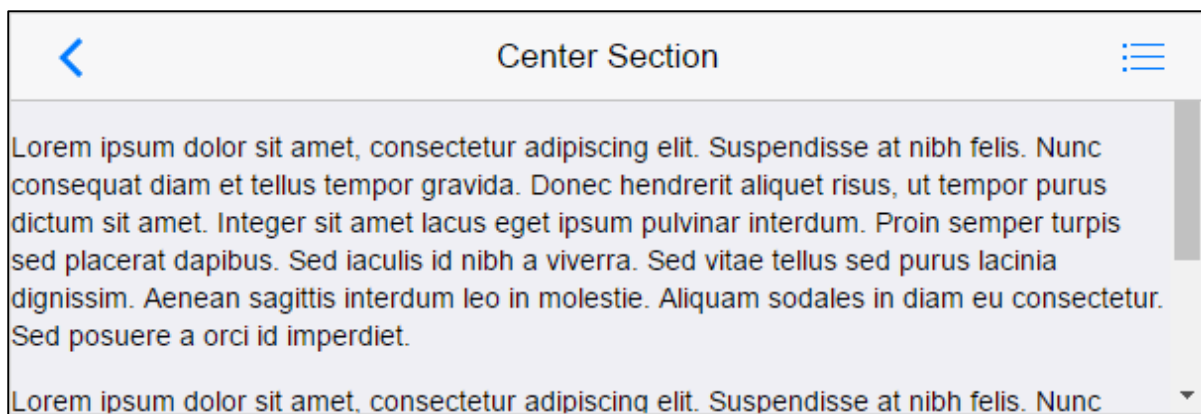 Center Section
Lorem ipsum dolor sit amet, consectetur adipiscing elit. Suspendisse at nibh felis. Nunc
consequat diam et tellus tempor gravida. Donec hendrerit aliquet risus, ut tempor purus
dictum sit amet. Integer sit amet lacus eget ipsum pulvinar interdum. Proin semper turpis
sed placerat dapibus. Sed iaculis id nibh a viverra. Sed vitae tellus sed purus lacinia
dignissim. Aenean sagittis interdum leo in molestie. Aliquam sodales in diam eu consectetur.
Sed posuere a orci id imperdiet.
Lorem ipsum dolor sit amet, consectetur adipiscing elit. Suspendisse at nibh felis. Nunc